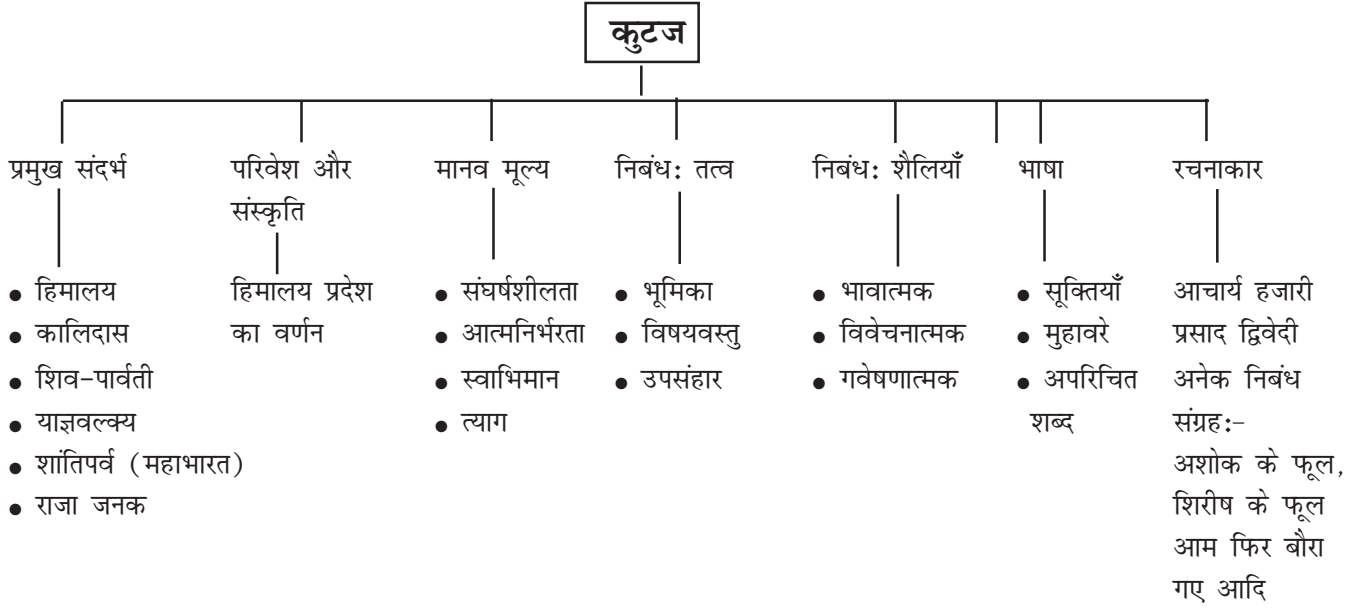 कुटज
प्रमुख संदर्भ
● हिमालय
● कालिदास
● शिव-पार्वती
● याज्ञवल्क्य
● शांतिपर्व (महाभारत)
● राजा जनक
परिवेश और
संस्कृति
हिमालय प्रदेश
का वर्णन
मानव मूल्य
● संघर्षशीलता
● आत्मनिर्भरता
● स्वाभिमान
● त्याग
निबंध: तत्व
● भूमिका
● विषयवस्तु
● उपसंहार
निबंध: शैलियाँ
● भावात्मक
● विवेचनात्मक
● गवेषणात्मक
भाषा
● सूक्तियाँ
● मुहावरे
● अपरिचित
शब्द
रचनाकार
आचार्य हजारी
प्रसाद द्विवेदी
अनेक निबंध
संग्रह:-
अशोक के फूल,
शिरीष के फूल
आम फिर बौरा
गए आदि